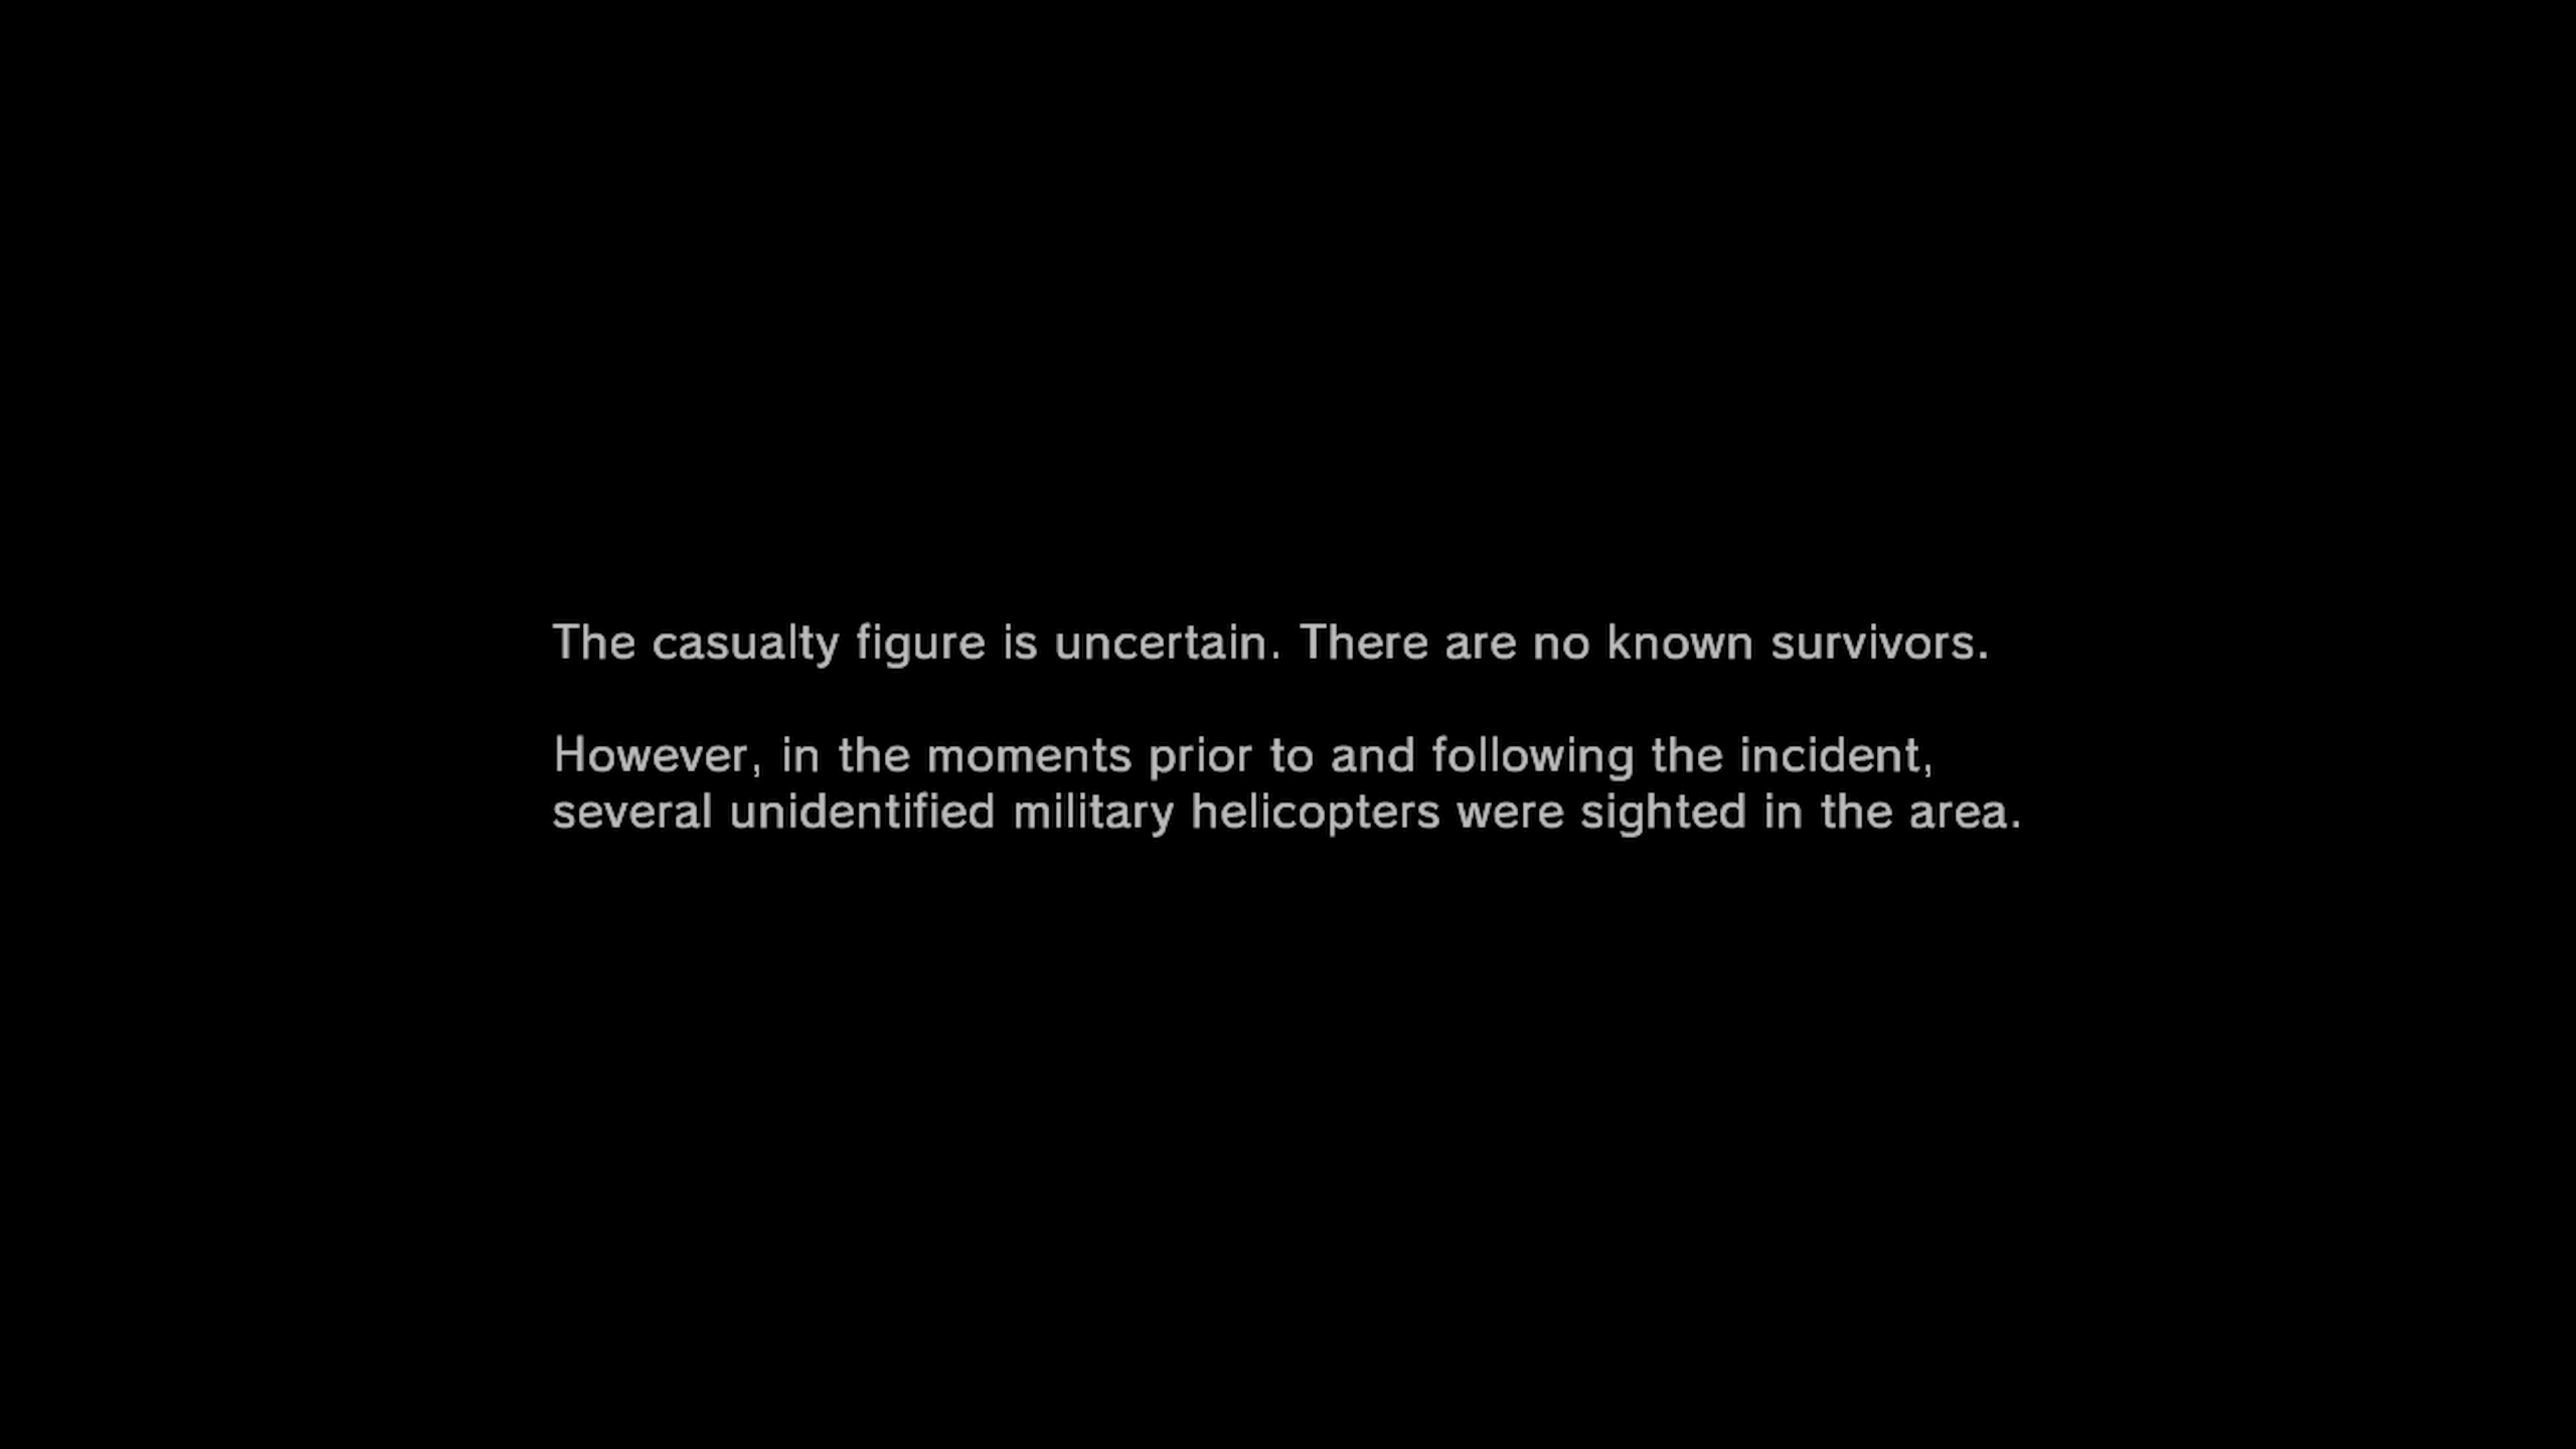 The casualty figure is uncertain. There are no known survivors.
However, in the moments prior to and following the incident,
several unidentified military helicopters were sighted in the area.